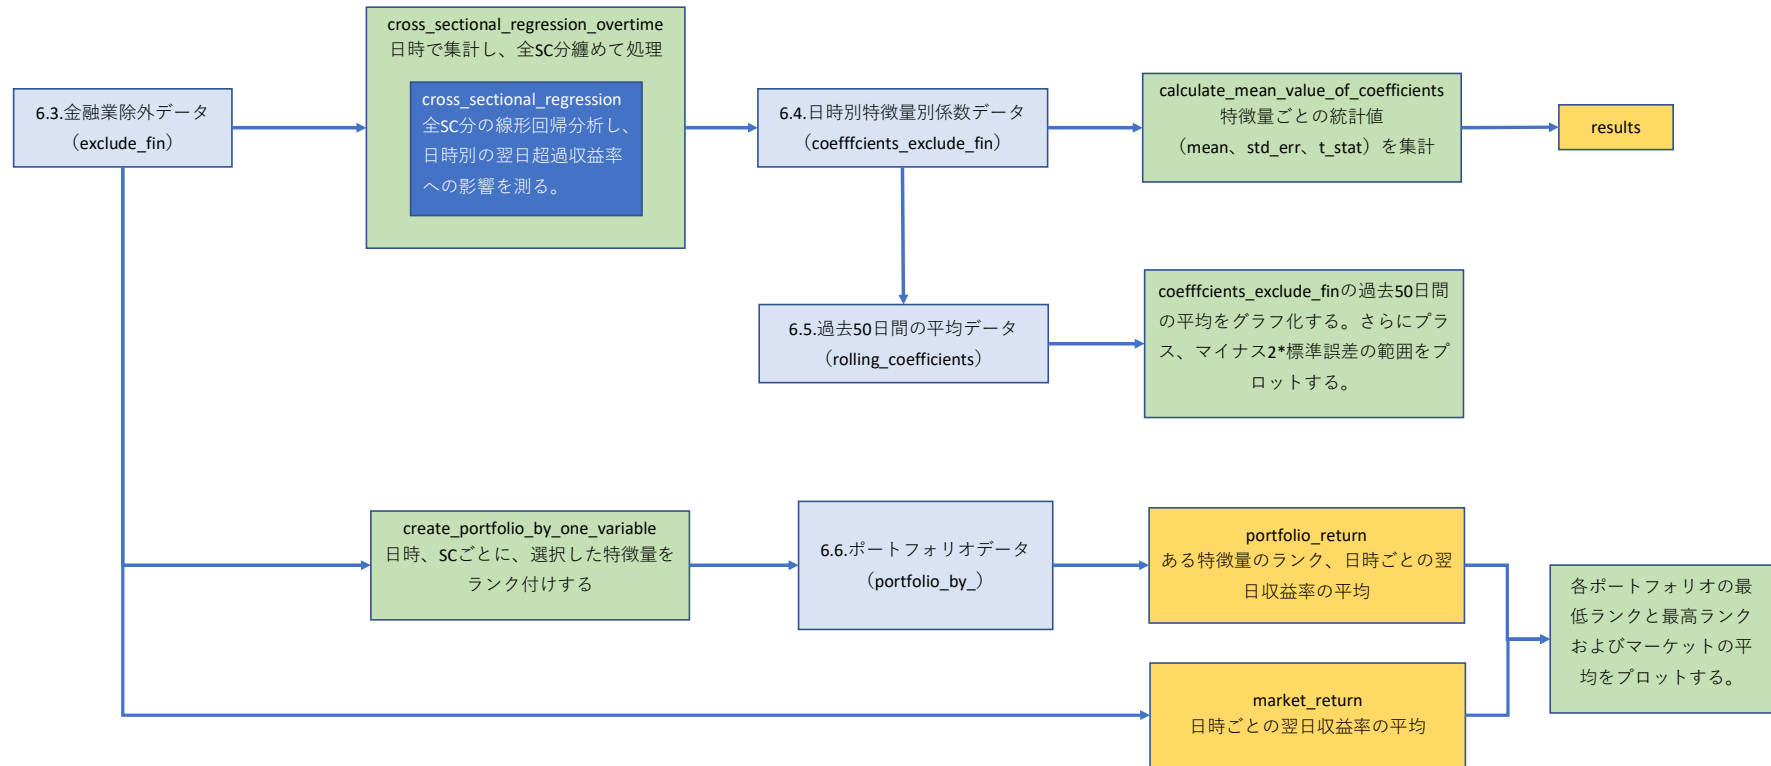 6.3.金融業除外データ
（exclude_fin）
cross_sectional_regression_overtime
日時で集計し、全SC分纏めて処理
cross_sectional_regression
全SC分の線形回帰分析し、
日時別の翌日超過収益率
への影響を測る。
6.4.日時別特徴量別係数データ
（coefffcients_exclude_fin）
calculate_mean_value_of_coefficients
特徴量ごとの統計値
（mean、std_err、t_stat）を集計
results
6.5.過去50日間の平均データ
（rolling_coefficients）
coefffcients_exclude_finの過去50日間
の平均をグラフ化する。さらにプラ
ス、マイナス2*標準誤差の範囲をプ
ロットする。
create_portfolio_by_one_variable
日時、SCごとに、選択した特徴量を
ランク付けする
6.6.ポートフォリオデータ
（portfolio_by_）
portfolio_return
ある特徴量のランク、日時ごとの翌
日収益率の平均
market_return
日時ごとの翌日収益率の平均
各ポートフォリオの最
低ランクと最高ランク
およびマーケットの平
均をプロットする。